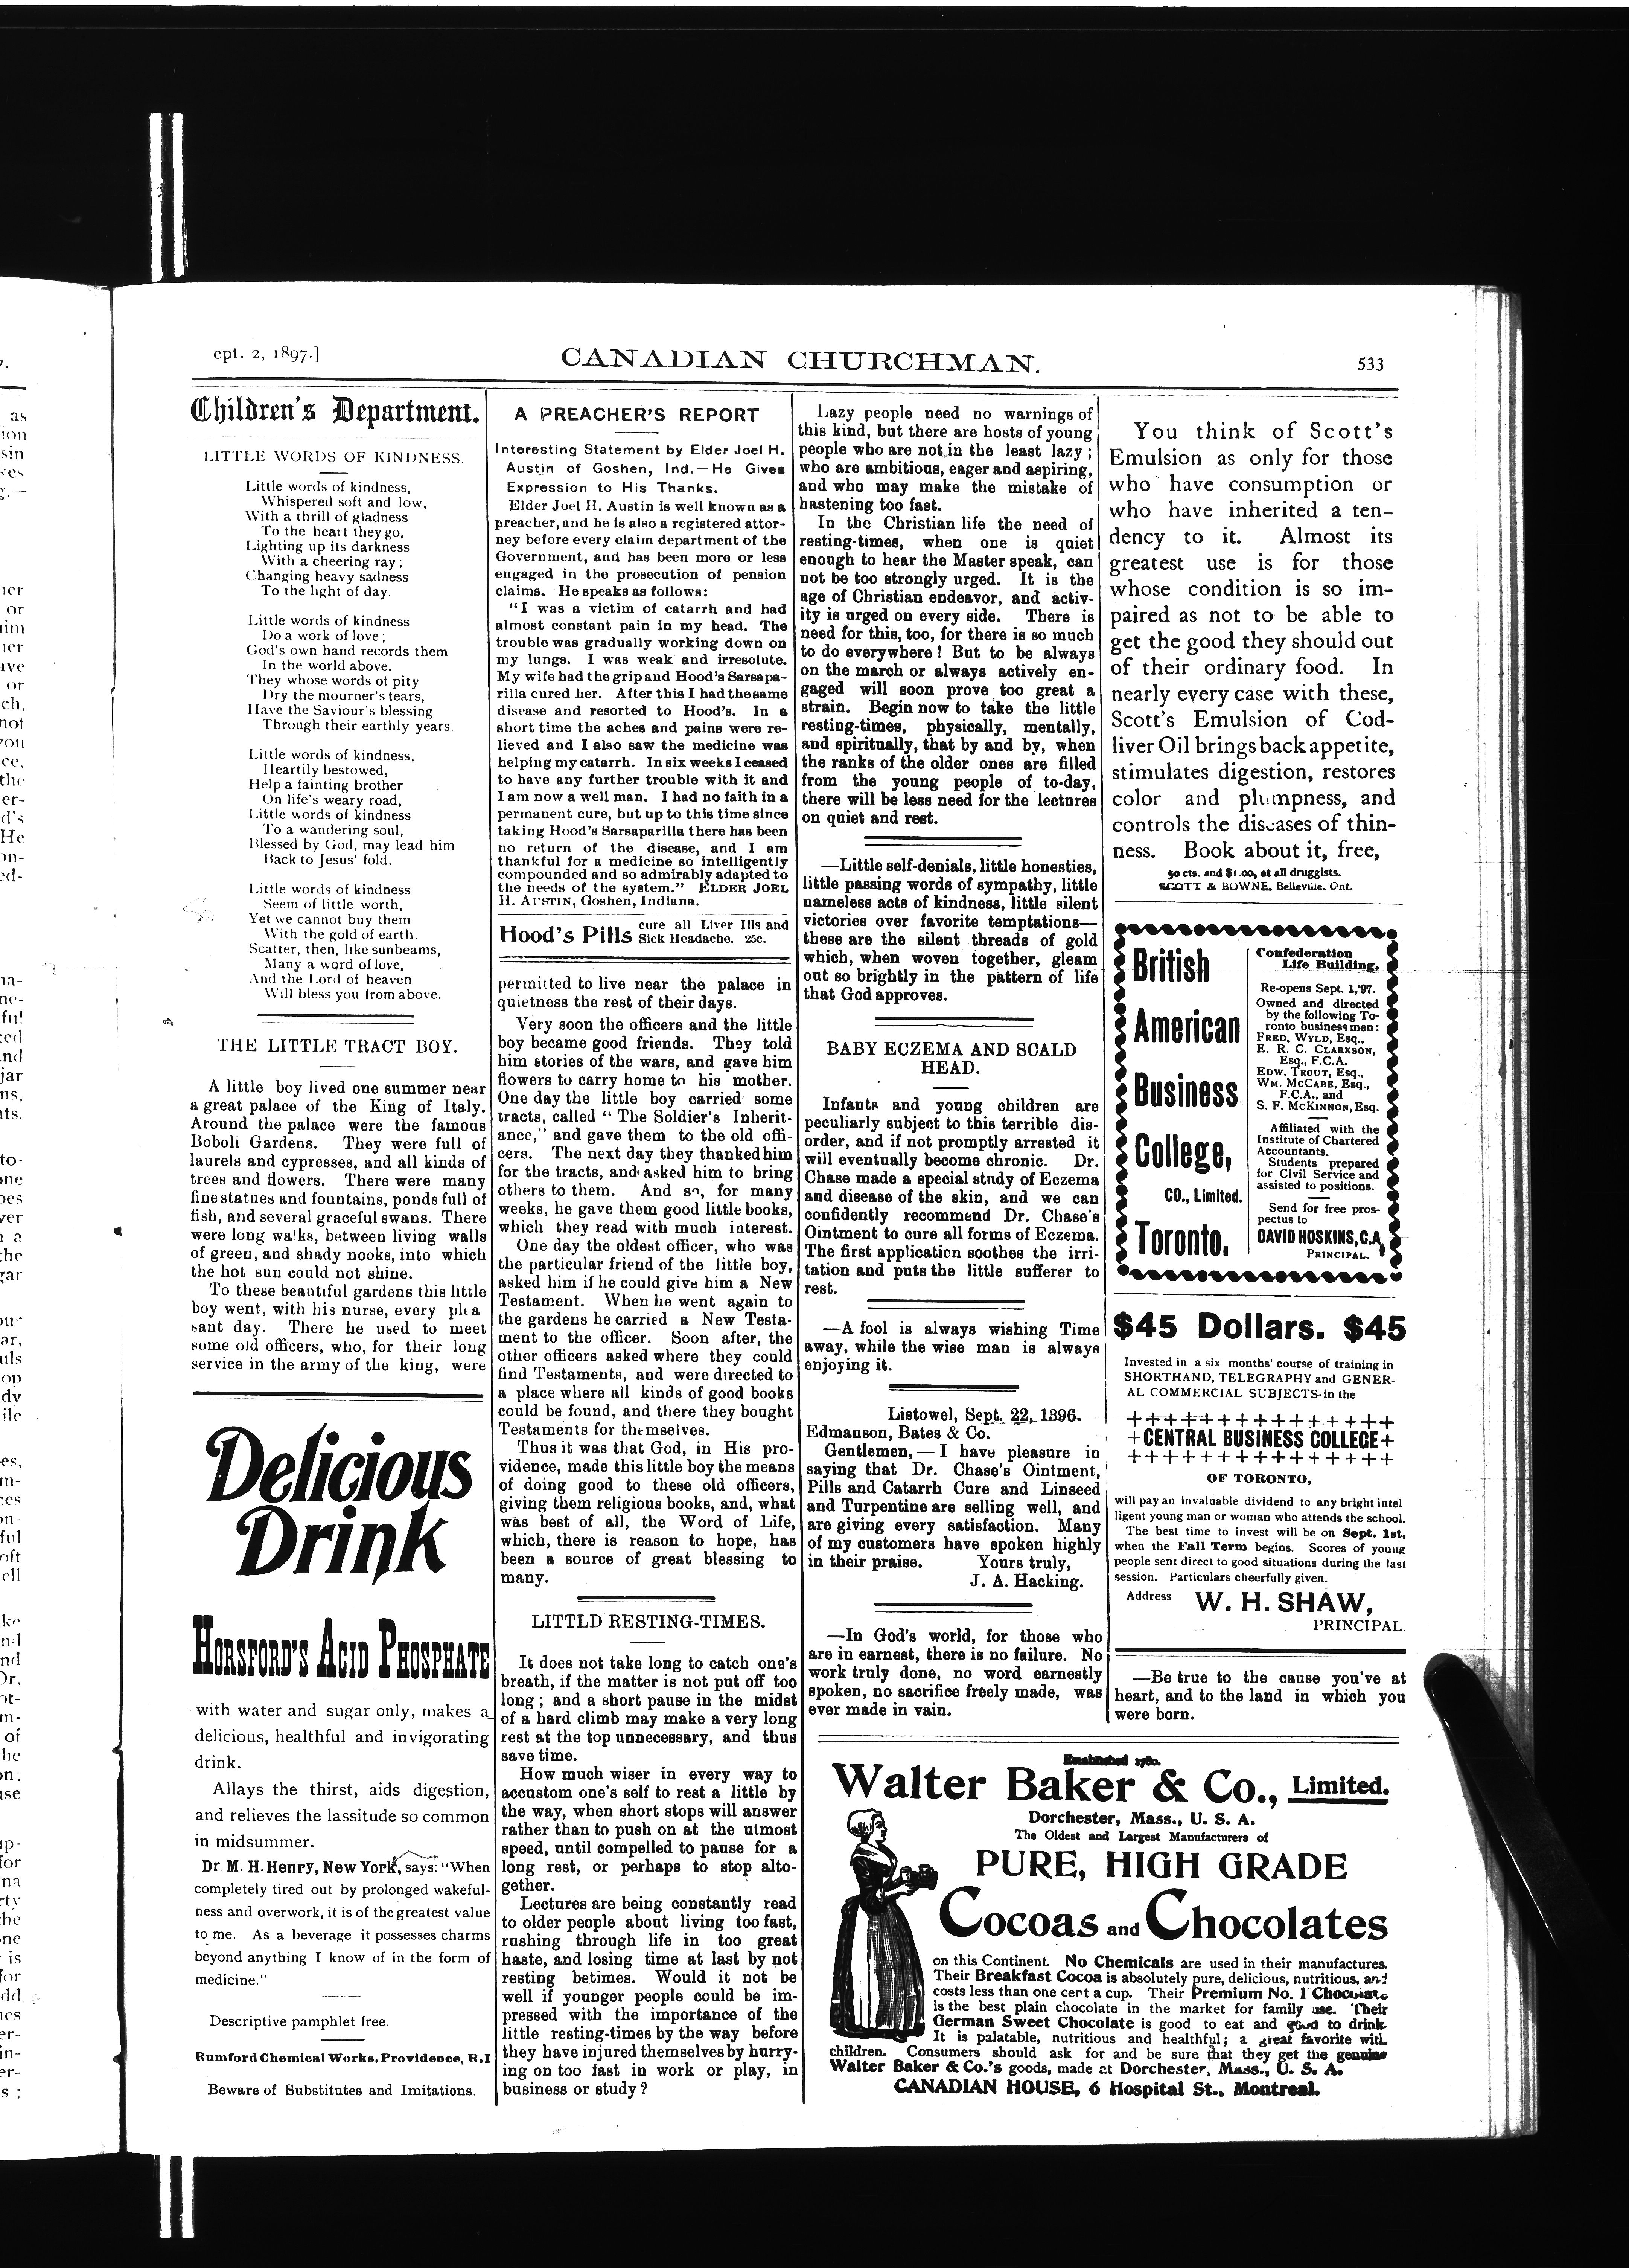 ept. 2, 1897.]
CANADIAN CHURCHMAN.
533
Children's Department.
LITTLE WORDS OF KINDNESS.
Little words of kindness,
Whispered soft and low,
With a thrill of gladness
To the heart they go,
Lighting up its darkness
With a cheering ray;
Changing heavy sadness
To the light of day.
Little words of kindness
Do a work of love;
God's own hand records them
In the world above.
They whose words of pity
Dry the mourner's tears,
Have the Saviour's blessing
Through their earthly years.
Little words of kindness,
Heartily bestowed,
Help a fainting brother
On life's weary road,
Little words of kindness
To a wandering soul,
Blessed by God, may lead him
Back to Jesus' fold.
Little words of kindness
Seem of little worth,
Yet we cannot buy them
With the gold of earth.
Scatter, then, like sunbeams,
Many a word of love,
And the Lord of heaven
Will bless you from above.
THE LITTLE TRACT BOY.
A little boy lived one summer near
a great palace of the King of Italy.
Around the palace were the famous
Boboli Gardens. They were full of
laurels and cypresses, and all kinds of
trees and flowers. There were many
fine statues and fountains, ponds full of
fish, and several graceful swans. There
were long walks, between living walls
of green, and shady nooks, into which
the hot sun could not shine.
To these beautiful gardens this little
boy went, with his nurse, every plea
sant day. There he used to meet
some old officers, who, for their long
service in the army of the king, were
Delicious
Drink
HORSFORD'S ACID PHOSPHATE
with water and sugar only, makes a
delicious, healthful and invigorating
drink.
Allays the thirst, aids digestion,
and relieves the lassitude so common
in midsummer.
Dr. M. H. Henry, New York, says: "When
completely tired out by prolonged wakeful-
ness and overwork, it is of the greatest value
to me. As a beverage it possesses charms
beyond anything I know of in the form of
medicine."
Descriptive pamphlet free.
Rumford Chemical Works, Providence, R.I
Beware of Substitutes and Imitations.
A PREACHER'S REPORT
Interesting Statement by Elder Joel H.
Austin of Goshen, Ind.—He Gives
Expression to His Thanks.
Elder Joel H. Austin is well known as a
preacher, and he is also a registered attor-
ney before every claim department of the
Government, and has been more or less
engaged in the prosecution of pension
claims. He speaks as follows:
"I was a victim of catarrh and had
almost constant pain in my head. The
trouble was gradually working down on
my lungs. I was weak and irresolute.
My wife had the grip and Hood's Sarsapa-
rilla cured her. After this I had the same
disease and resorted to Hood's. In a
short time the aches and pains were re-
lieved and I also saw the medicine was
helping my catarrh. In six weeks I ceased
to have any further trouble with it and
I am now a well man. I had no faith in a
permanent cure, but up to this time since
taking Hood's Sarsaparilla there has been
no return of the disease, and I am
thankful for a medicine so intelligently
compounded and so admirably adapted to
the needs of the system." ELDER JOEL
H. AUSTIN, Goshen, Indiana.
Hood's Pills cure all Liver Ills and
Sick Headache. 25c.
permitted to live near the palace in
quietness the rest of their days.
Very soon the officers and the little
boy became good friends. They told
him stories of the wars, and gave him
flowers to carry home to his mother.
One day the little boy carried some
tracts, called "The Soldier's Inherit-
ance," and gave them to the old offi-
cers. The next day they thanked him
for the tracts, and asked him to bring
others to them. And so, for many
weeks, he gave them good little books,
which they read with much interest.
One day the oldest officer, who was
the particular friend of the little boy,
asked him if he could give him a New
Testament. When he went again to
the gardens he carried a New Testa-
ment to the officer. Soon after, the
other officers asked where they could
find Testaments, and were directed to
a place where all kinds of good books
could be found, and there they bought
Testaments for themselves.
Thus it was that God, in His pro-
vidence, made this little boy the means
of doing good to these old officers,
giving them religious books, and, what
was best of all, the Word of Life,
which, there is reason to hope, has
been a source of great blessing to
many.
LITTLD RESTING-TIMES.
It does not take long to catch one's
breath, if the matter is not put off too
long; and a short pause in the midst
of a hard climb may make a very long
rest at the top unnecessary, and thus
save time.
How much wiser in every way to
accustom one's self to rest a little by
the way, when short stops will answer
rather than to push on at the utmost
speed, until compelled to pause for a
long rest, or perhaps to stop alto-
gether.
Lectures are being constantly read
to older people about living too fast,
rushing through life in too great
haste, and losing time at last by not
resting betimes. Would it not be
well if younger people could be im-
pressed with the importance of the
little resting-times by the way before
they have injured themselves by hurry-
ing on too fast in work or play, in
business or study?
Lazy people need no warnings of
this kind, but there are hosts of young
people who are not in the least lazy;
who are ambitious, eager and aspiring,
and who may make the mistake of
hastening too fast.
In the Christian life the need of
resting-times, when one is quiet
enough to hear the Master speak, can
not be too strongly urged. It is the
age of Christian endeavor, and activ-
ity is urged on every side. There is
need for this, too, for there is so much
to do everywhere! But to be always
on the march or always actively en-
gaged will soon prove too great a
strain. Begin now to take the little
resting-times, physically, mentally,
and spiritually, that by and by, when
the ranks of the older ones are filled
from the young people of to-day,
there will be less need for the lectures
on quiet and rest.
—Little self-denials, little honesties,
little passing words of sympathy, little
nameless acts of kindness, little silent
victories over favorite temptations—
these are the silent threads of gold
which, when woven together, gleam
out so brightly in the pattern of life
that God approves.
BABY ECZEMA AND SCALD
HEAD.
Infants and young children are
peculiarly subject to this terrible dis-
order, and if not promptly arrested it
will eventually become chronic. Dr.
Chase made a special study of Eczema
and disease of the skin, and we can
confidently recommend Dr. Chase's
Ointment to cure all forms of Eczema.
The first application soothes the irri-
tation and puts the little sufferer to
rest.
—A fool is always wishing Time
away, while the wise man is always
enjoying it.
Listowel, Sept. 22, 1396.
Edmanson, Bates & Co.
Gentlemen,—I have pleasure in
saying that Dr. Chase's Ointment,
Pills and Catarrh Cure and Linseed
and Turpentine are selling well, and
are giving every satisfaction. Many
of my customers have spoken highly
in their praise. Yours truly,
J. A. Hacking.
—In God's world, for those who
are in earnest, there is no failure. No
work truly done, no word earnestly
spoken, no sacrifice freely made, was
ever made in vain.
You think of Scott's
Emulsion as only for those
who have consumption or
who have inherited a ten-
dency to it. Almost its
greatest use is for those
whose condition is so im-
paired as not to be able to
get the good they should out
of their ordinary food. In
nearly every case with these,
Scott's Emulsion of Cod-
liver Oil brings back appetite,
stimulates digestion, restores
color and plumpness, and
controls the diseases of thin-
ness. Book about it, free,
50 cts. and $1.00, at all druggists.
SCOTT & BOWNE. Belleville. Ont.
British
American
Business
College,
CO., Limited.
Toronto.
Confederation
Life Building.
Re-opens Sept. 1, '97.
Owned and directed
by the following To-
ronto business men:
FRED. WYLD, Esq.,
E. R. C. CLARKSON,
Esq., F.C.A.
EDW. TROUT, Esq.,
WM. MCCABE, Esq.,
F.C.A., and
S. F. MCKINNON, Esq.
Affiliated with the
Institute of Chartered
Accountants.
Students prepared
for Civil Service and
assisted to positions.
Send for free pros-
pectus to
DAVID HOSKINS, C.A.
PRINCIPAL.
$45 Dollars. $45
Invested in a six months' course of training in
SHORTHAND, TELEGRAPHY and GENER-
AL COMMERCIAL SUBJECTS in the
+CENTRAL BUSINESS COLLEGE+
OF TORONTO,
will pay an invaluable dividend to any bright intel
ligent young man or woman who attends the school.
The best time to invest will be on Sept. 1st,
when the Fall Term begins. Scores of young
people sent direct to good situations during the last
session. Particulars cheerfully given.
Address W. H. SHAW,
PRINCIPAL.
—Be true to the cause you've at
heart, and to the land in which you
were born.
Established 1780.
Walter Baker & Co., Limited.
Dorchester, Mass., U. S. A.
The Oldest and Largest Manufacturers of
PURE, HIGH GRADE
Cocoas and Chocolates
on this Continent. No Chemicals are used in their manufactures.
Their Breakfast Cocoa is absolutely pure, delicious, nutritious, and
costs less than one cent a cup. Their Premium No. 1 Chocolate
is the best plain chocolate in the market for family use. Their
German Sweet Chocolate is good to eat and good to drink.
It is palatable, nutritious and healthful; a great favorite with
children. Consumers should ask for and be sure that they get the genuine
Walter Baker & Co.'s goods, made at Dorchester, Mass., U. S. A.
CANADIAN HOUSE, 6 Hospital St., Montreal.